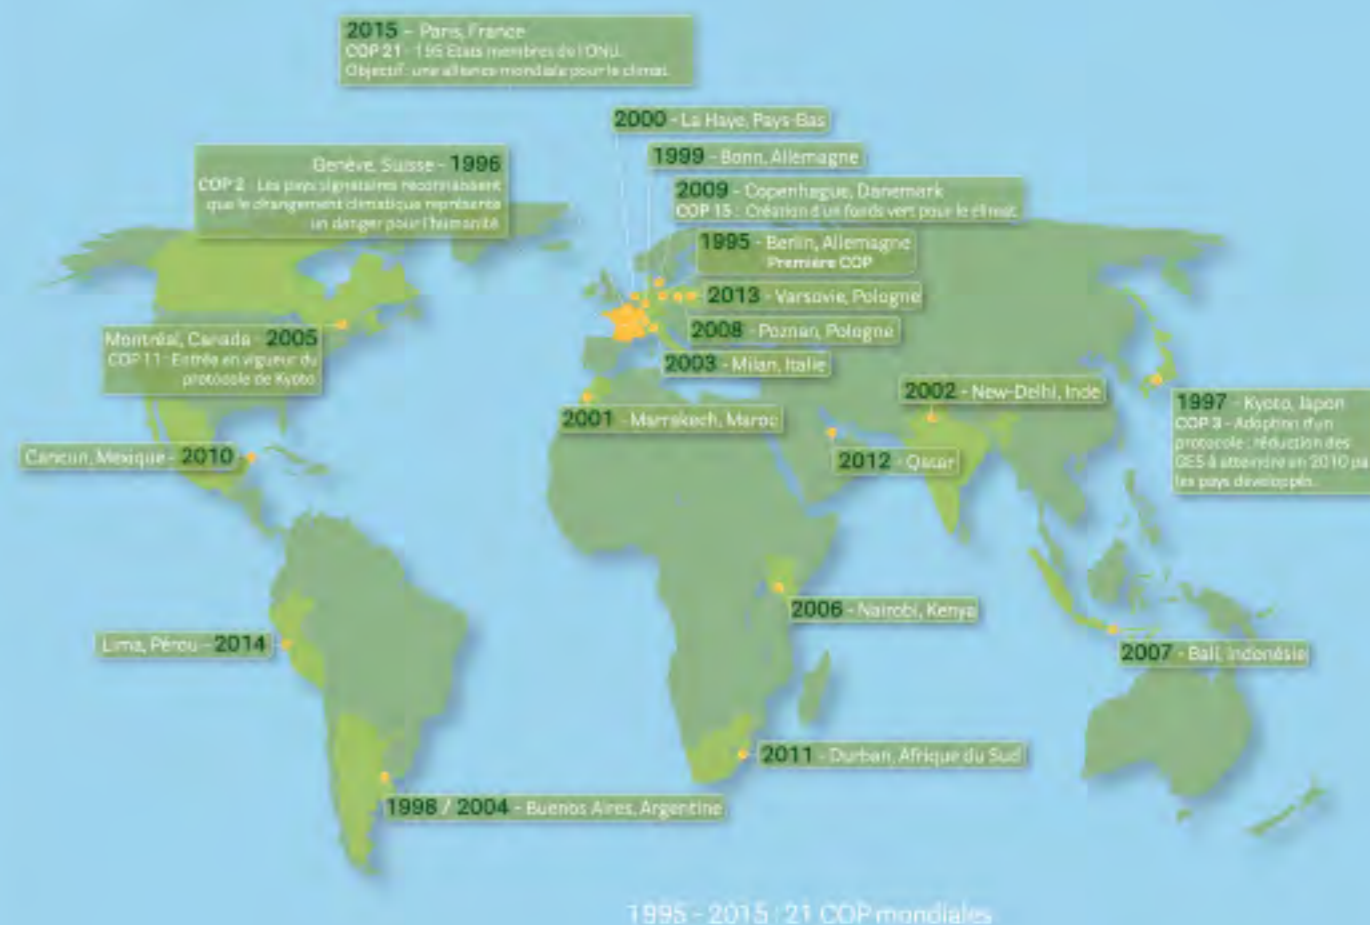 2015 - Paris, France
COP 21 - 195 Etats membres de l'ONU.
Objectif : une alliance mondiale pour le climat.
2000 - La Haye, Pays-Bas
1999 - Bonn, Allemagne
Genève, Suisse - 1996
COP 2 : Les pays signataires reconnaissent
que le changement climatique représente
un danger pour l'humanité
2009 - Copenhague, Danemark
COP 15 : Création d'un fonds vert pour le climat
1995 - Berlin, Allemagne
Première COP
2013 - Varsovie, Pologne
Montréal, Canada - 2005
COP 11 : Entrée en vigueur du
protocole de Kyoto
2008 - Poznan, Pologne
2003 - Milan, Italie
2002 - New-Delhi, Inde
1997 - Kyoto, Japon
COP 3 - Adoption d'un
protocole : réduction des
GES à atteindre en 2010 pa
les pays développés.
2001 - Marrakech, Maroc
Cancun, Mexique - 2010
2012 - Qatar
2006 - Nairobi, Kenya
Lima, Pérou - 2014
2007 - Bali, Indonésie
2011 - Durban, Afrique du Sud
1998 / 2004 - Buenos Aires, Argentine
1995 - 2015 : 21 COP mondiales